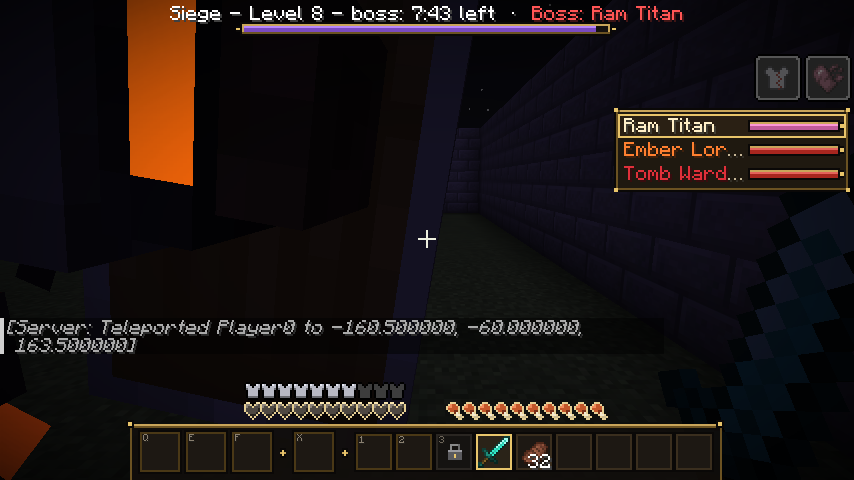 Siege – Level 8 – boss: 7:43 left · Boss: Ram Titan
Ram Titan
Ember Lor...
Tomb Ward...
[Server: Teleported Player0 to -160.500000, -60.000000,
163.500000]
Q E F X 1 2 3
32